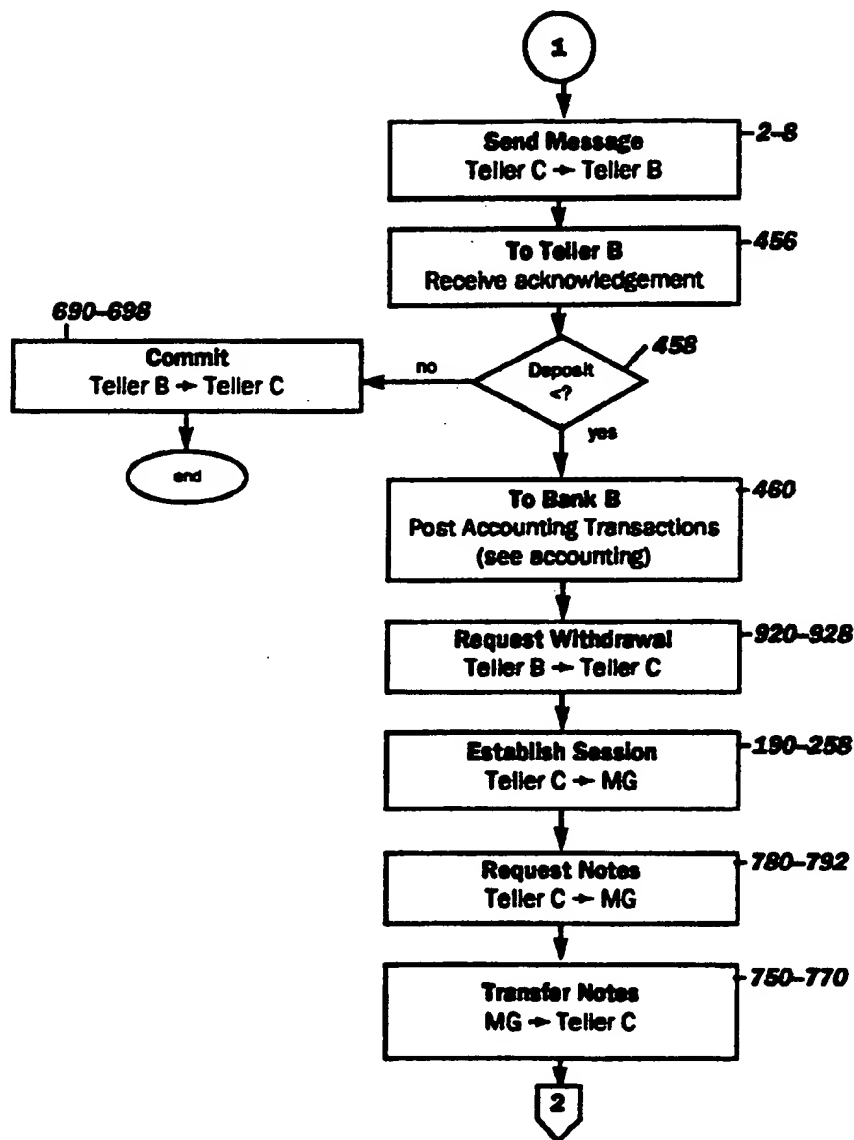 1
Send Message
Teller C → Teller B
2–8
To Teller B
Receive acknowledgement
456
690–698
Commit
Teller B → Teller C
no
Deposit
<?
458
yes
end
To Bank B
Post Accounting Transactions
(see accounting)
460
Request Withdrawal
Teller B → Teller C
920–928
Establish Session
Teller C → MG
190–258
Request Notes
Teller C → MG
780–792
Transfer Notes
MG → Teller C
750–770
2